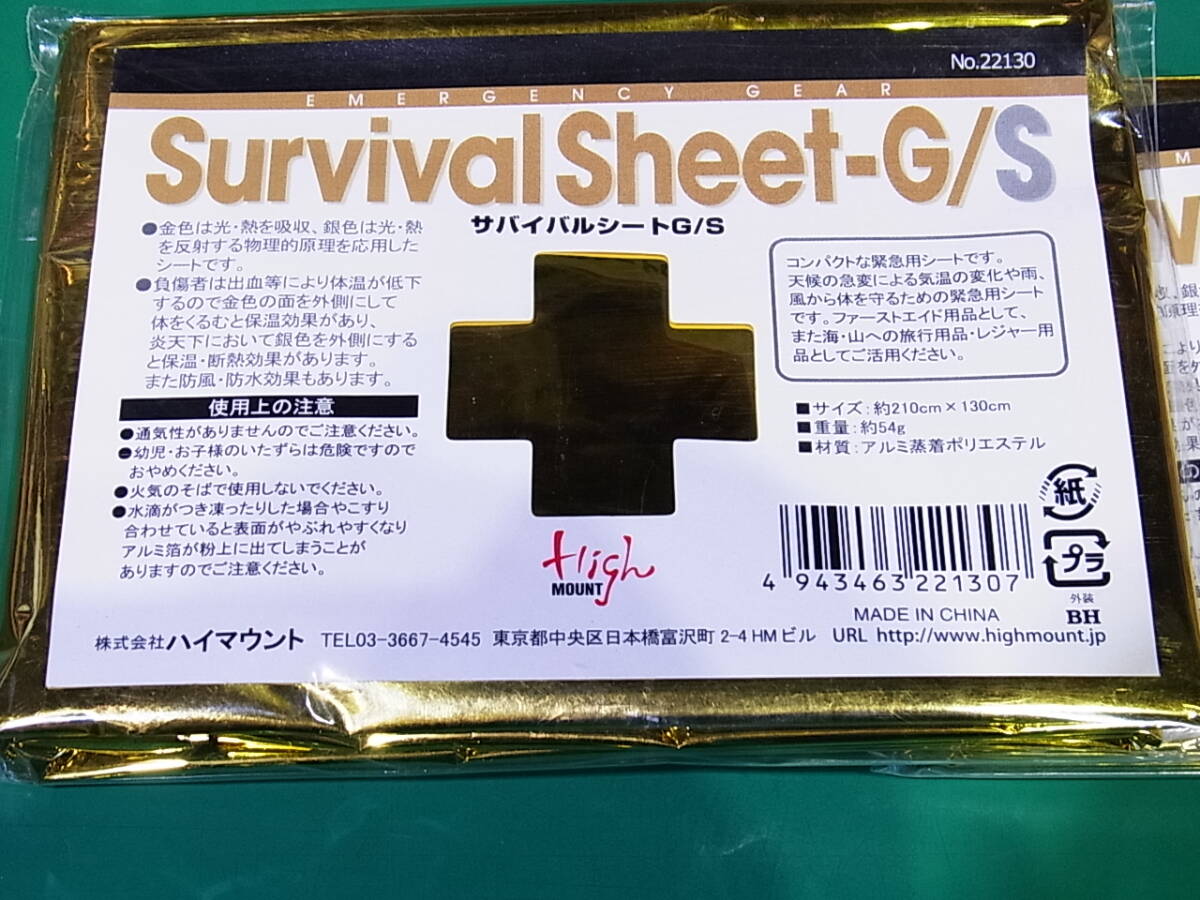 No.22130
EMERGENCY GEAR
Survival Sheet-G/S
サバイバルシートG/S
●金色は光・熱を吸収、銀色は光・熱
を反射する物理的原理を応用した
シートです。
●負傷者は出血等により体温が低下
するので金色の面を外側にして
体をくるむと保温効果があり、
炎天下において銀色を外側にする
と保温・断熱効果があります。
また防風・防水効果もあります。
使用上の注意
●通気性がありませんのでご注意ください。
●幼児・お子様のいたずらは危険ですので
おやめください。
●火気のそばで使用しないでください。
●水滴がつき凍ったりした場合やこすり
合わせていると表面がやぶれやすくなり
アルミ箔が粉上に出てしまうことが
ありますのでご注意ください。
コンパクトな緊急用シートです。
天候の急変による気温の変化や雨、
風から体を守るための緊急用シート
です。ファーストエイド用品として、
また海・山への旅行用品・レジャー用
品としてご活用ください。
■サイズ:約210cm×130cm
■重量:約54g
■材質:アルミ蒸着ポリエステル
紙
プラ
外装
BH
High
MOUNT
4 943463 221307
MADE IN CHINA
株式会社ハイマウント TEL03-3667-4545 東京都中央区日本橋富沢町 2-4 HM ビル URL http://www.highmount.jp